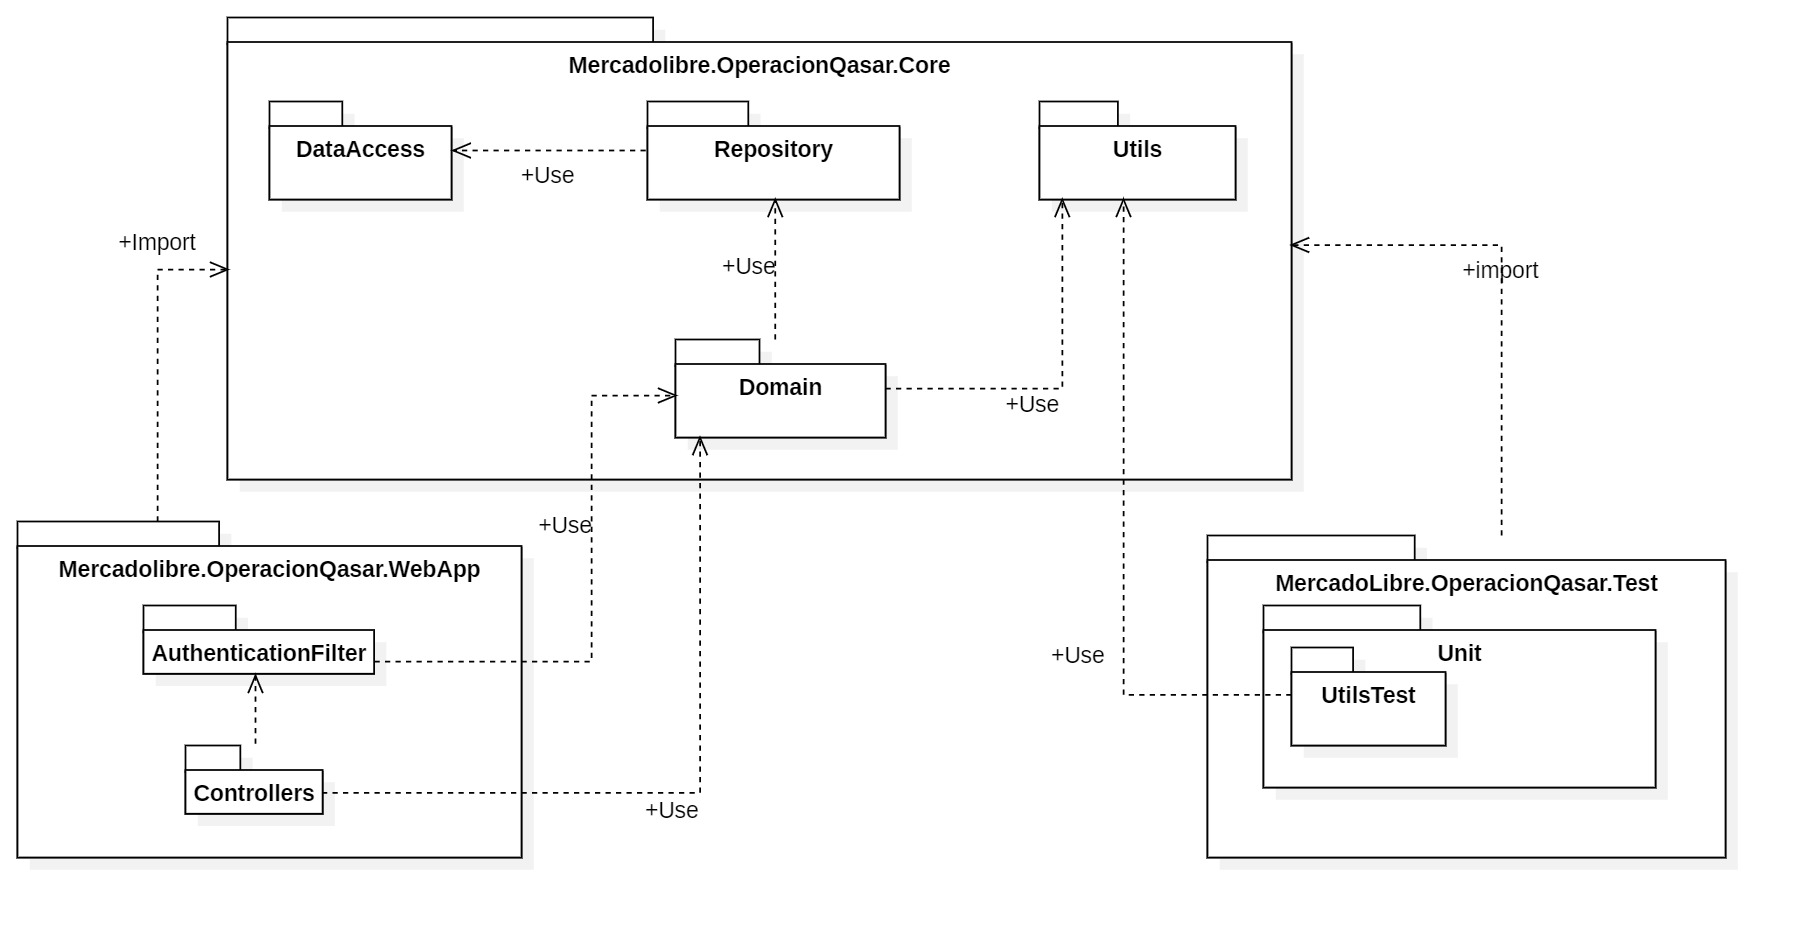 Mercadolibre.OperacionQasar.Core
DataAccess
Repository
Utils
+Use
+Import
+Use
+import
Domain
+Use
+Use
Mercadolibre.OperacionQasar.WebApp
MercadoLibre.OperacionQasar.Test
AuthenticationFilter
+Use
Unit
UtilsTest
Controllers
+Use